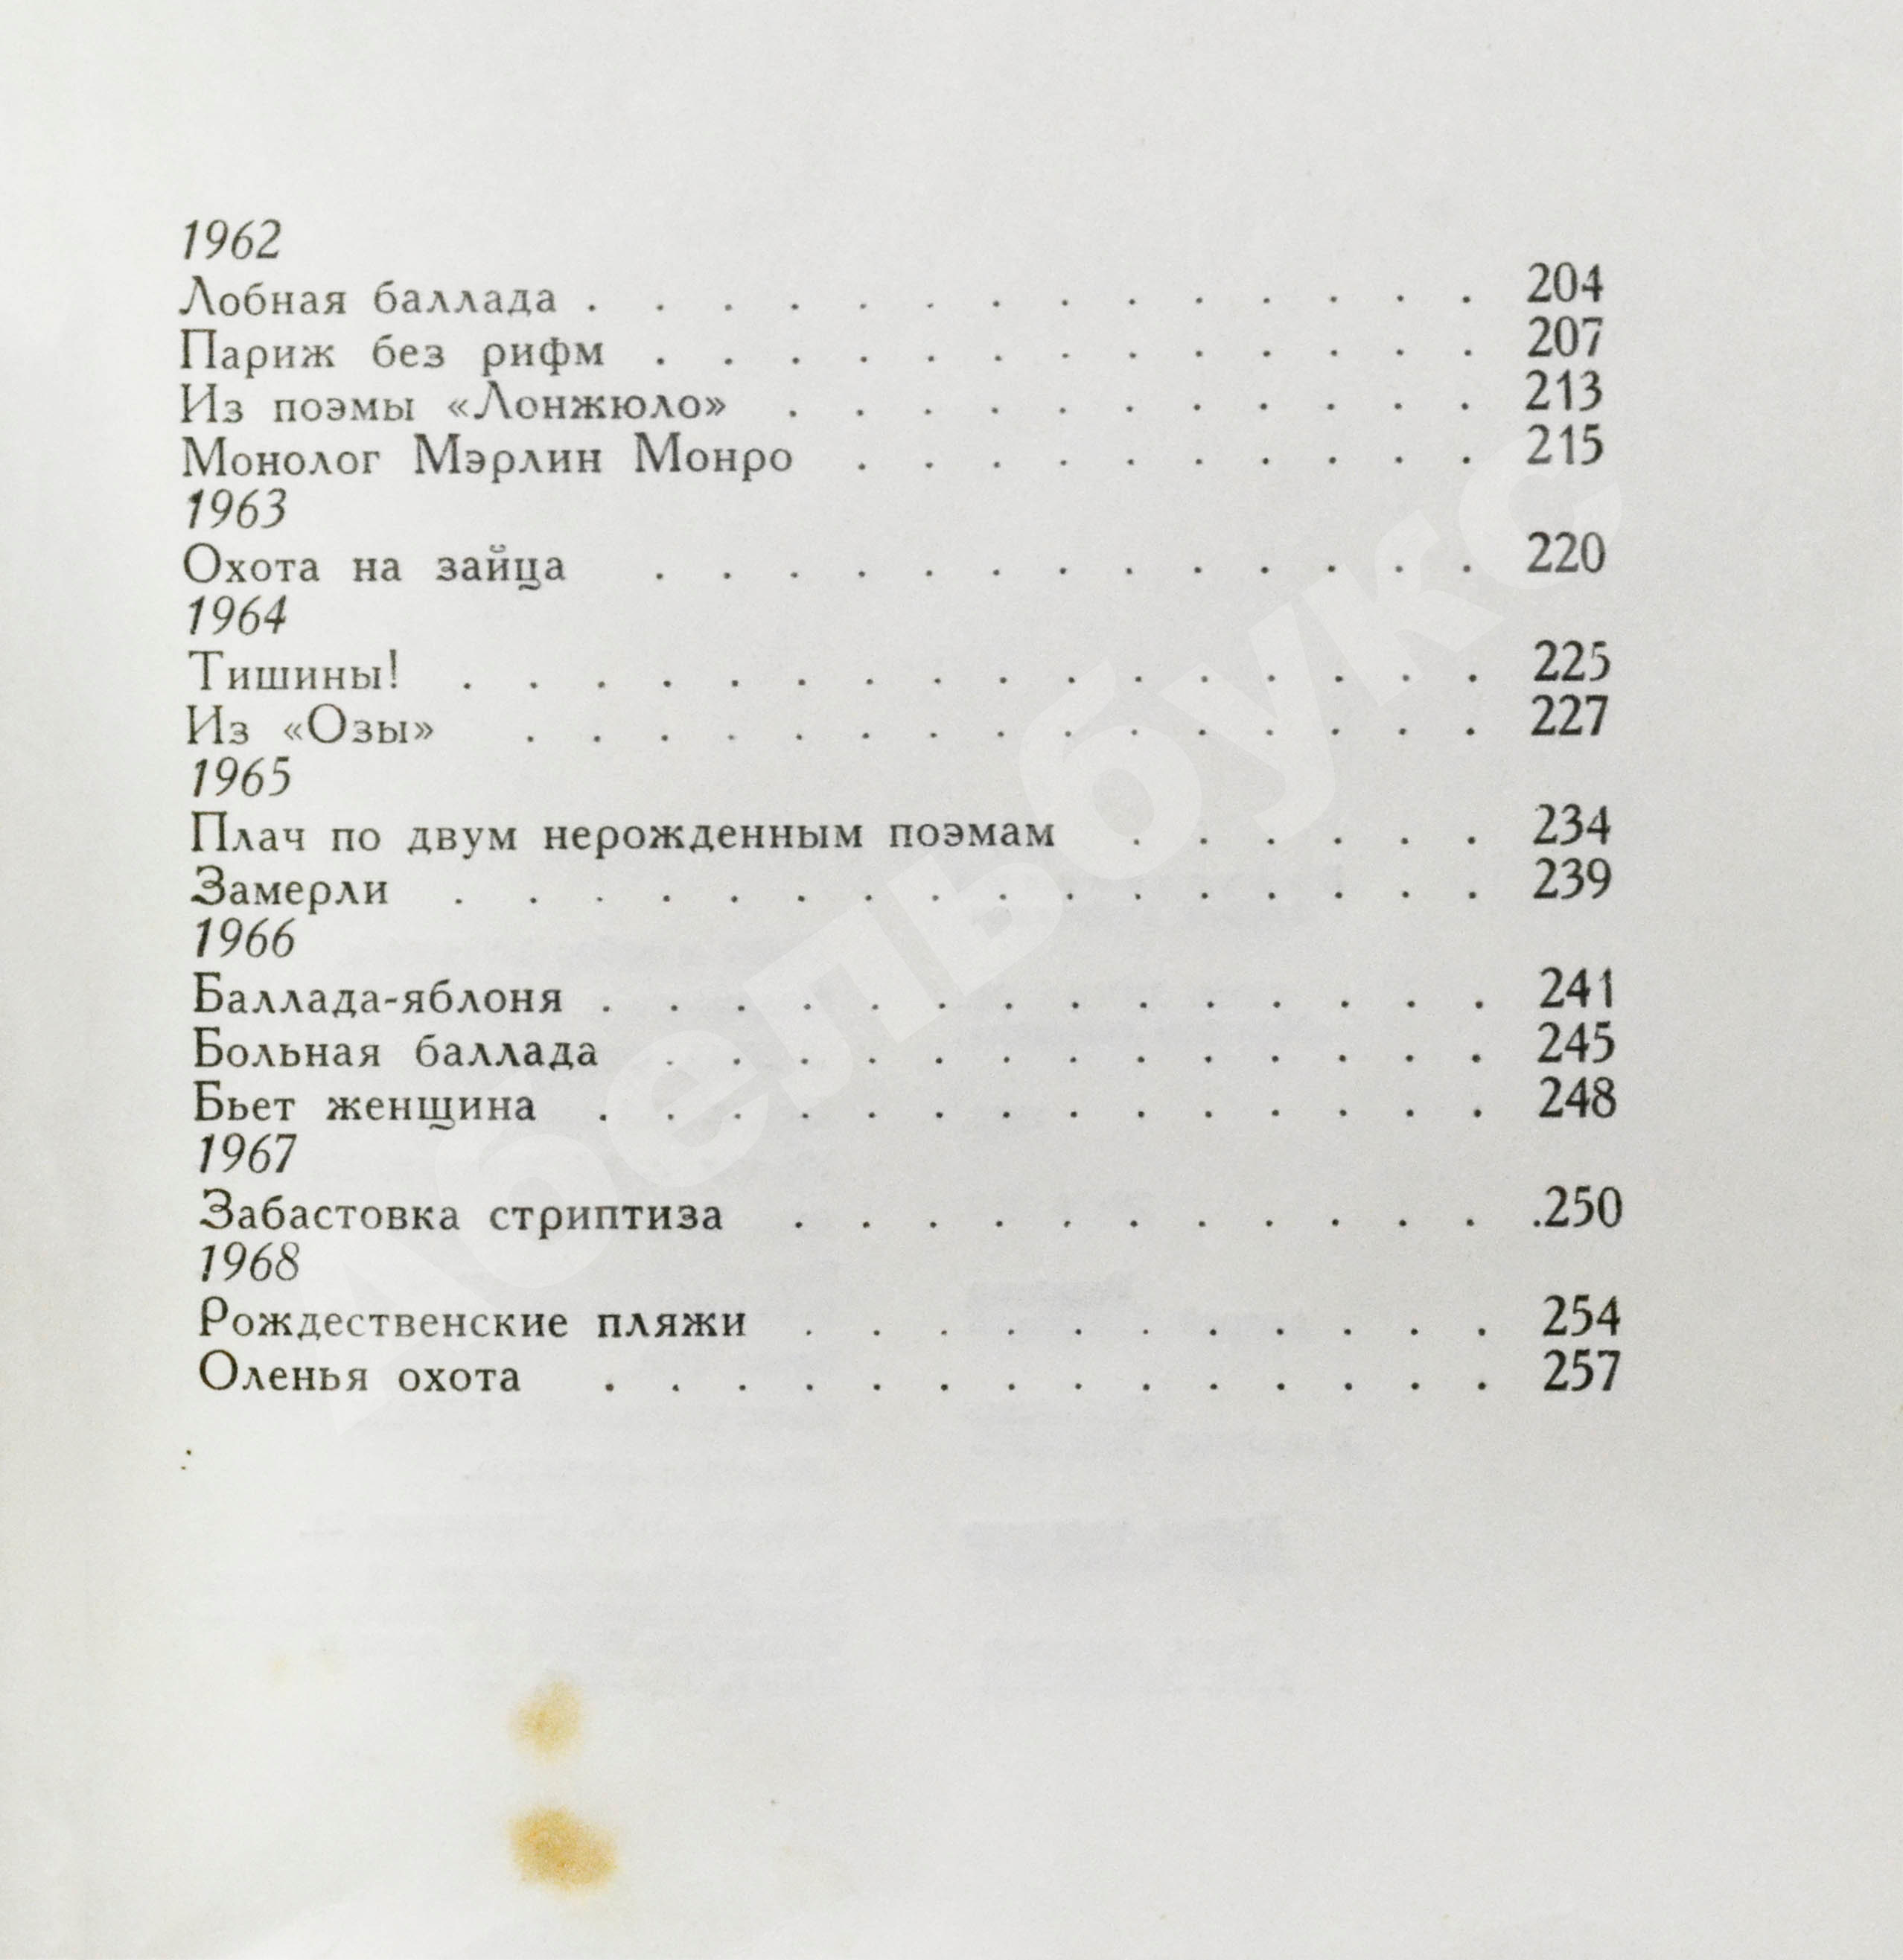 1962
Лобная баллада . . . . . . . . . . . . . . 204
Париж без рифм . . . . . . . . . . . . . 207
Из поэмы «Лонжюло» . . . . . . . . . . . 213
Монолог Мэрлин Монро . . . . . . . . . . 215
1963
Охота на зайца . . . . . . . . . . . . . 220
1964
Тишины! . . . . . . . . . . . . . . . . 225
Из «Озы» . . . . . . . . . . . . . . . 227
1965
Плач по двум нерожденным поэмам . . . . . . 234
Замерли . . . . . . . . . . . . . . . . 239
1966
Баллада-яблоня . . . . . . . . . . . . . . 241
Больная баллада . . . . . . . . . . . . . 245
Бьет женщина . . . . . . . . . . . . . . 248
1967
Забастовка стриптиза . . . . . . . . . . . .250
1968
Рождественские пляжи . . . . . . . . . . . 254
Оленья охота . . . . . . . . . . . . . . 257
Абельбукс